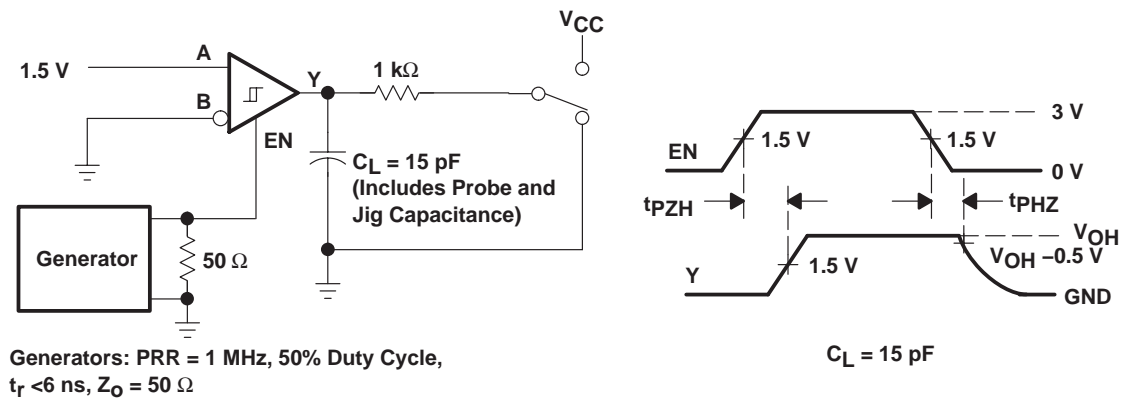 VCC
A
1.5 V
Y
1 kΩ
B
EN
CL = 15 pF
(Includes Probe and
Jig Capacitance)
Generator
50 Ω
Generators: PRR = 1 MHz, 50% Duty Cycle,
tr <6 ns, Zo = 50 Ω
3 V
1.5 V
1.5 V
EN
0 V
tPZH
tPHZ
VOH
VOH −0.5 V
1.5 V
Y
GND
CL = 15 pF